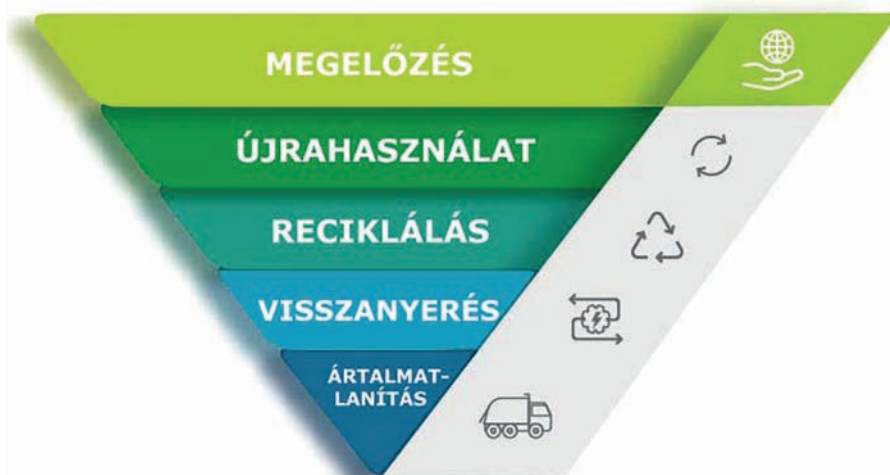 MEGELŐZÉS
ÚJRAHASZNÁLAT
RECIKLÁLÁS
VISSZANYERÉS
ÁRTALMAT-
LANÍTÁS